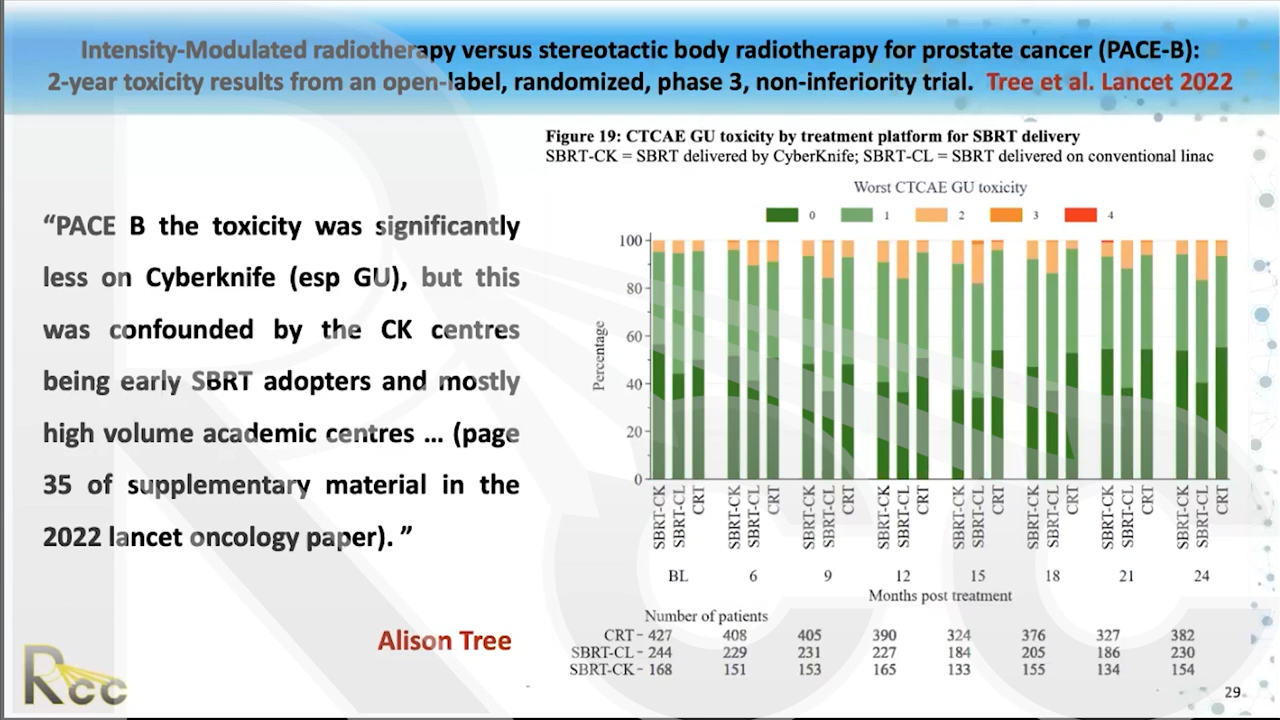 Intensity-Modulated radiotherapy versus stereotactic body radiotherapy for prostate cancer (PACE-B):
2-year toxicity results from an open-label, randomized, phase 3, non-inferiority trial. Tree et al. Lancet 2022
“PACE B the toxicity was significantly
less on Cyberknife (esp GU), but this
was confounded by the CK centres
being early SBRT adopters and mostly
high volume academic centres ... (page
35 of supplementary material in the
2022 lancet oncology paper). ”
Alison Tree
Figure 19: CTCAE GU toxicity by treatment platform for SBRT delivery
SBRT-CK = SBRT delivered by CyberKnife; SBRT-CL = SBRT delivered on conventional linac
Worst CTCAE GU toxicity
0 1 2 3 4
Percentage
100
80
60
40
20
0
SBRT-CK SBRT-CL CRT SBRT-CK SBRT-CL CRT SBRT-CK SBRT-CL CRT SBRT-CK SBRT-CL CRT SBRT-CK SBRT-CL CRT SBRT-CK SBRT-CL CRT SBRT-CK SBRT-CL CRT SBRT-CK SBRT-CL CRT
BL 6 9 12 15 18 21 24
Months post treatment
Number of patients
CRT - 427 408 405 390 324 376 327 382
SBRT-CL - 244 229 231 227 184 205 186 230
SBRT-CK - 168 151 153 165 133 155 134 154
Rcc
29
Rcc